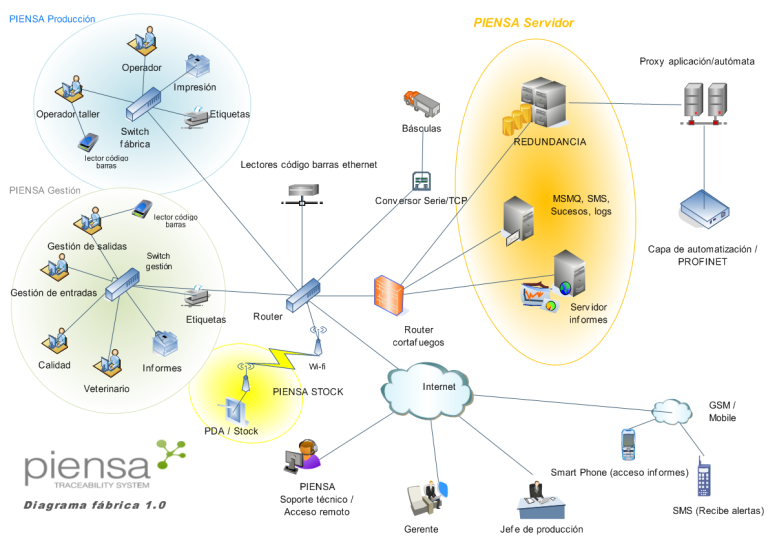 PIENSA Producción
PIENSA Servidor
Operador
Impresión
Operador taller
Etiquetas
Switch
fábrica
lector código
barras
Proxy aplicación/autómata
Básculas
REDUNDANCIA
Lectores código barras ethernet
PIENSA Gestión
lector código
barras
Conversor Serie/TCP
MSMQ, SMS,
Sucesos, logs
Gestión de salidas
Switch
gestión
Capa de automatización /
PROFINET
Gestión de entradas
Etiquetas
Router
Servidor
informes
Router
cortafuegos
Calidad
Veterinario
Informes
Wi-fi
PIENSA STOCK
Internet
PDA / Stock
GSM /
Mobile
piensa
TRACEABILITY SYSTEM
Diagrama fábrica 1.0
PIENSA
Soporte técnico /
Acceso remoto
Smart Phone (acceso informes)
SMS (Recibe alertas)
Gerente
Jefe de producción